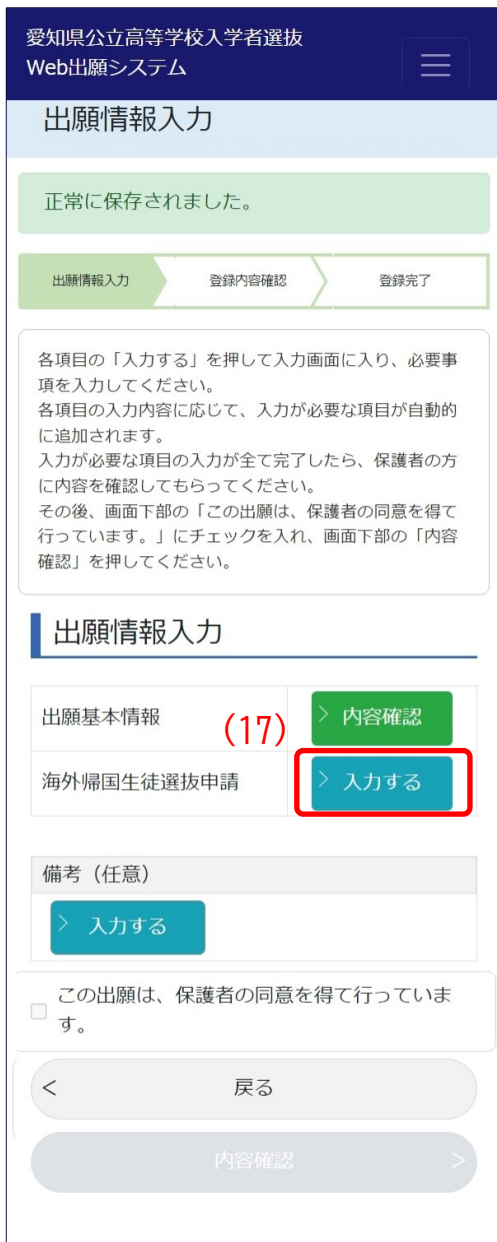 愛知県公立高等学校入学者選抜
Web出願システム
出願情報入力
正常に保存されました。
出願情報入力
登録内容確認
登録完了
各項目の「入力する」を押して入力画面に入り、必要事
項を入力してください。
各項目の入力内容に応じて、入力が必要な項目が自動的
に追加されます。
入力が必要な項目の入力が全て完了したら、保護者の方
に内容を確認してもらってください。
その後、画面下部の「この出願は、保護者の同意を得て
行っています。」にチェックを入れ、画面下部の「内容
確認」を押してください。
出願情報入力
出願基本情報
> 内容確認
(17)
海外帰国生徒選抜申請
> 入力する
備考（任意）
> 入力する
この出願は、保護者の同意を得て行っていま
す。
< 戻る
内容確認 >